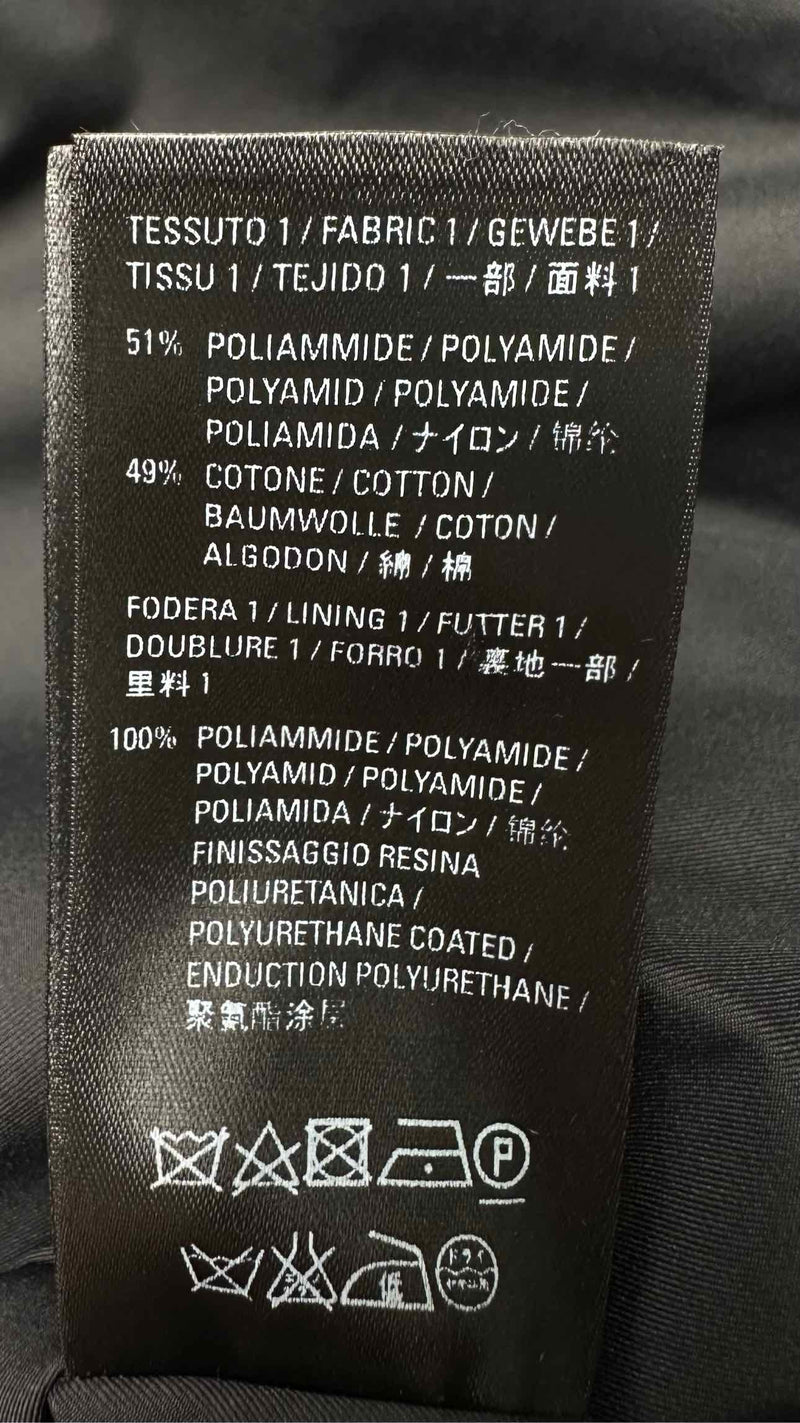 TESSUTO 1 / FABRIC 1 / GEWEBE 1 /
TISSU 1 / TEJIDO 1 / 一部 / 面料 1
51% POLIAMMIDE / POLYAMIDE /
POLYAMID / POLYAMIDE /
POLIAMIDA / ナイロン / 锦纶
49% COTONE / COTTON /
BAUMWOLLE / COTON /
ALGODON / 綿 / 棉
FODERA 1 / LINING 1 / FUTTER 1 /
DOUBLURE 1 / FORRO 1 / 裏地一部 /
里料 1
100% POLIAMMIDE / POLYAMIDE /
POLYAMID / POLYAMIDE /
POLIAMIDA / ナイロン / 锦纶
FINISSAGGIO RESINA
POLIURETANICA /
POLYURETHANE COATED /
ENDUCTION POLYURETHANE /
聚氨酯涂层
P
低 ドライ